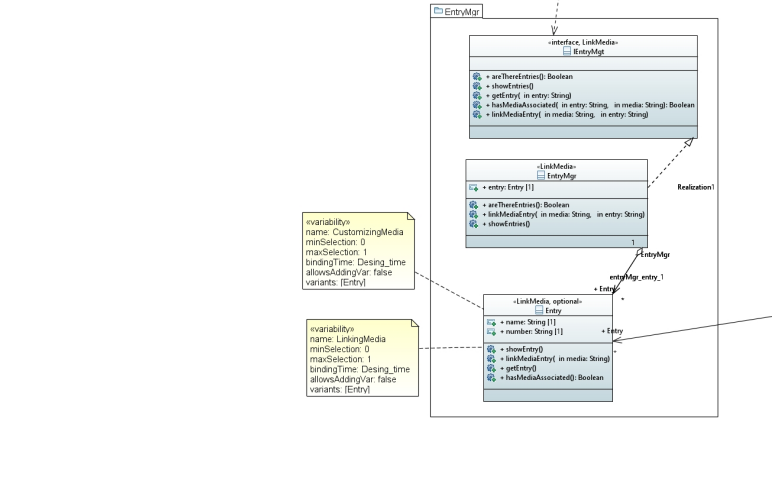 EntryMgr
«interface, LinkMedia»
IEntryMgt
+ areThereEntries(): Boolean
+ showEntries()
+ getEntry( in entry: String)
+ hasMediaAssociated( in entry: String, in media: String): Boolean
+ linkMediaEntry( in media: String, in entry: String)
«LinkMedia»
EntryMgr
+ entry: Entry [1]
+ areThereEntries(): Boolean
+ linkMediaEntry( in media: String, in entry: String)
+ showEntries()
Realization1
1
+ EntryMgr
entryMgr_entry_1
+ Entry
*
«variability»
name: CustomizingMedia
minSelection: 0
maxSelection: 1
bindingTime: Desing_time
allowsAddingVar: false
variants: [Entry]
«LinkMedia, optional»
Entry
+ name: String [1]
+ number: String [1]
+ Entry
*
+ showEntry()
+ linkMediaEntry( in media: String)
+ getEntry()
+ hasMediaAssociated(): Boolean
«variability»
name: LinkingMedia
minSelection: 0
maxSelection: 1
bindingTime: Desing_time
allowsAddingVar: false
variants: [Entry]